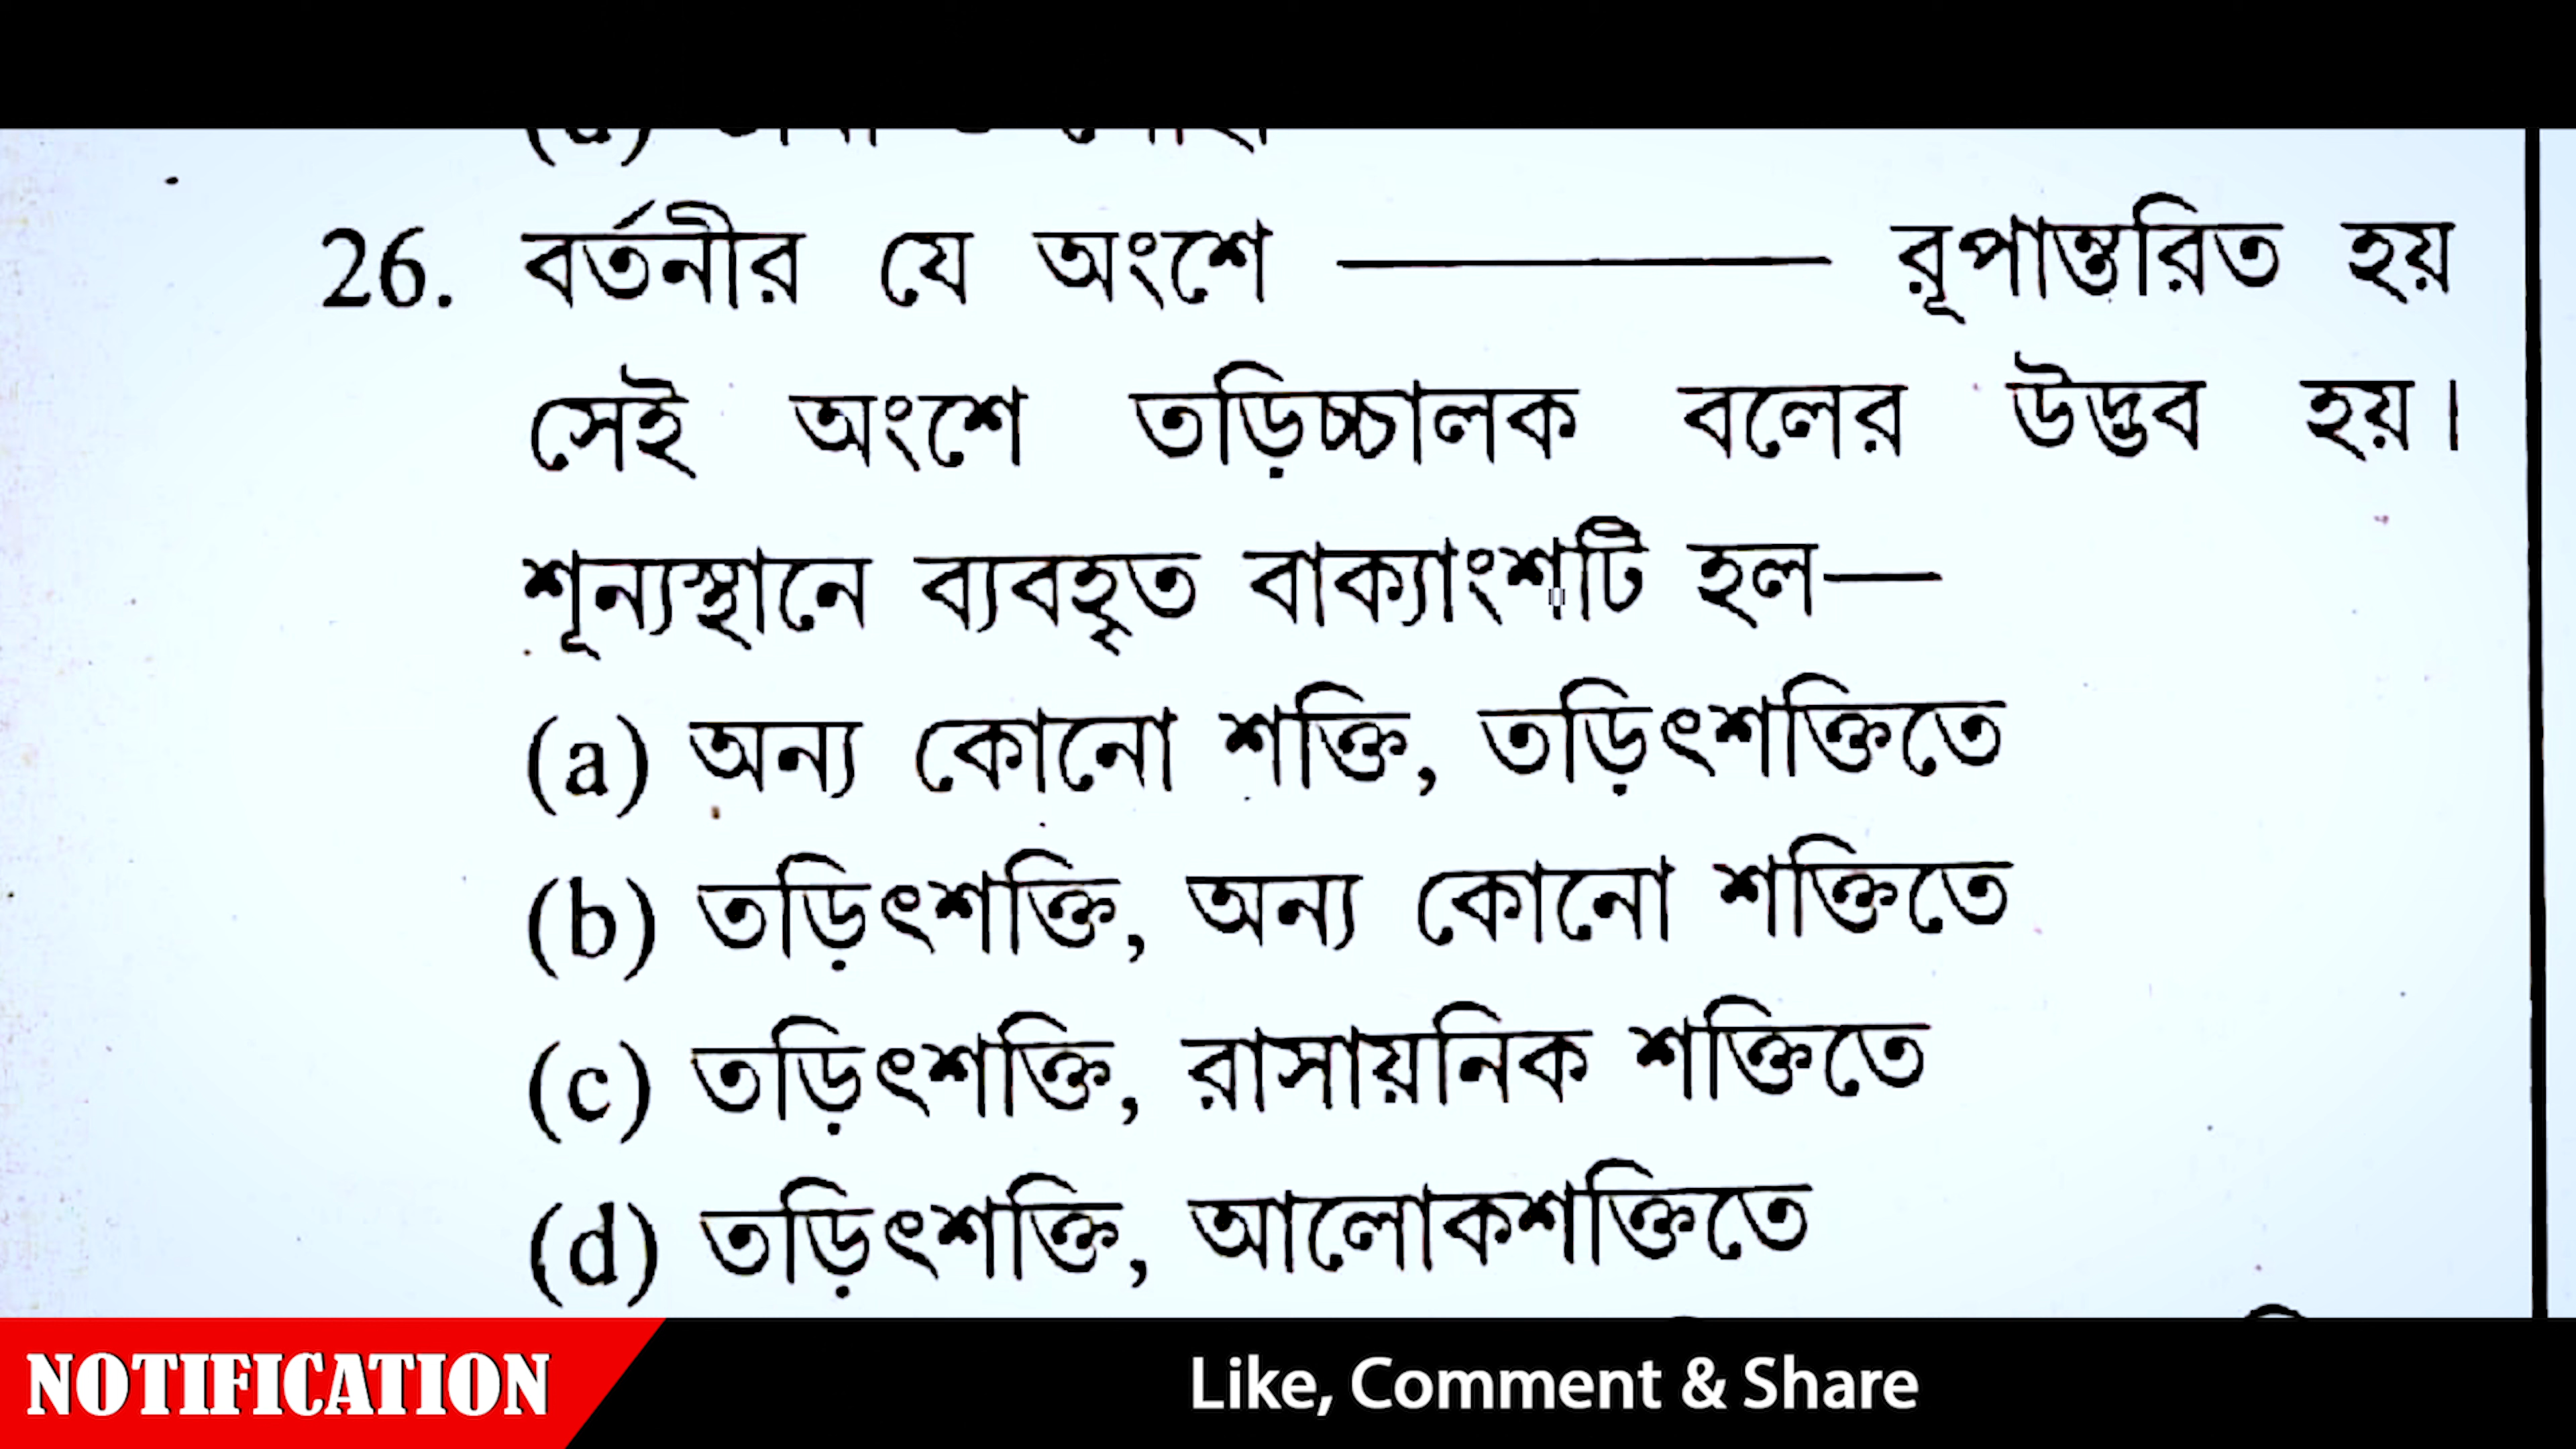 26. বর্তনীর যে অংশে ——— রূপান্তরিত হয়
সেই অংশে তড়িচ্চালক বলের উদ্ভব হয়।
শূন্যস্থানে ব্যবহৃত বাক্যাংশটি হল—
(a) অন্য কোনো শক্তি, তড়িৎশক্তিতে
(b) তড়িৎশক্তি, অন্য কোনো শক্তিতে
(c) তড়িৎশক্তি, রাসায়নিক শক্তিতে
(d) তড়িৎশক্তি, আলোকশক্তিতে
NOTIFICATION
Like, Comment & Share